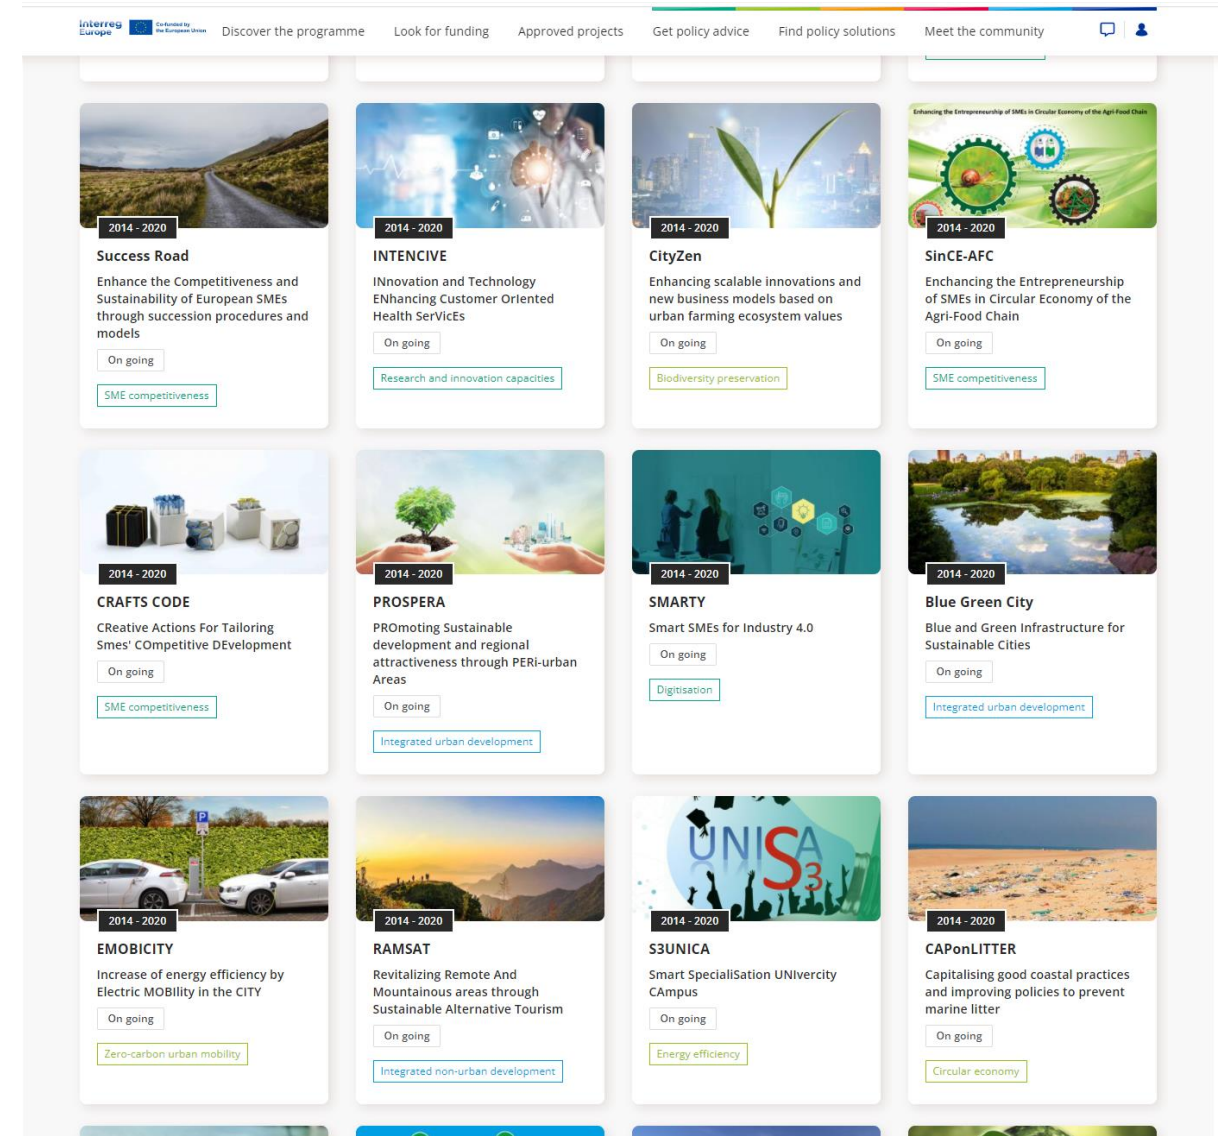 Interreg
Europe
Co-funded by
the European Union
Discover the programme
Look for funding
Approved projects
Get policy advice
Find policy solutions
Meet the community
2014 - 2020
Success Road
Enhance the Competitiveness and
Sustainability of European SMEs
through succession procedures and
models
On going
SME competitiveness
2014 - 2020
INTENCIVE
INnovation and Technology
ENhancing Customer OrIented
Health SerVicEs
On going
Research and innovation capacities
2014 - 2020
CityZen
Enhancing scalable innovations and
new business models based on
urban farming ecosystem values
On going
Biodiversity preservation
Enhancing the Entrepreneurship of SMEs in Circular Economy of the Agri-Food Chain
2014 - 2020
SinCE-AFC
Enchancing the Entrepreneurship
of SMEs in Circular Economy of the
Agri-Food Chain
On going
SME competitiveness
2014 - 2020
CRAFTS CODE
CReative Actions For Tailoring
Smes' COmpetitive DEvelopment
On going
SME competitiveness
2014 - 2020
PROSPERA
PROmoting Sustainable
development and regional
attractiveness through PERi-urban
Areas
On going
Integrated urban development
2014 - 2020
SMARTY
Smart SMEs for Industry 4.0
On going
Digitisation
2014 - 2020
Blue Green City
Blue and Green Infrastructure for
Sustainable Cities
On going
Integrated urban development
P
2014 - 2020
EMOBICITY
Increase of energy efficiency by
Electric MOBIlity in the CITY
On going
Zero-carbon urban mobility
2014 - 2020
RAMSAT
Revitalizing Remote And
Mountainous areas through
Sustainable Alternative Tourism
On going
Integrated non-urban development
UNISA
3
2014 - 2020
S3UNICA
Smart SpecialiSation UNIvercity
CAmpus
On going
Energy efficiency
2014 - 2020
CAPonLITTER
Capitalising good coastal practices
and improving policies to prevent
marine litter
On going
Circular economy